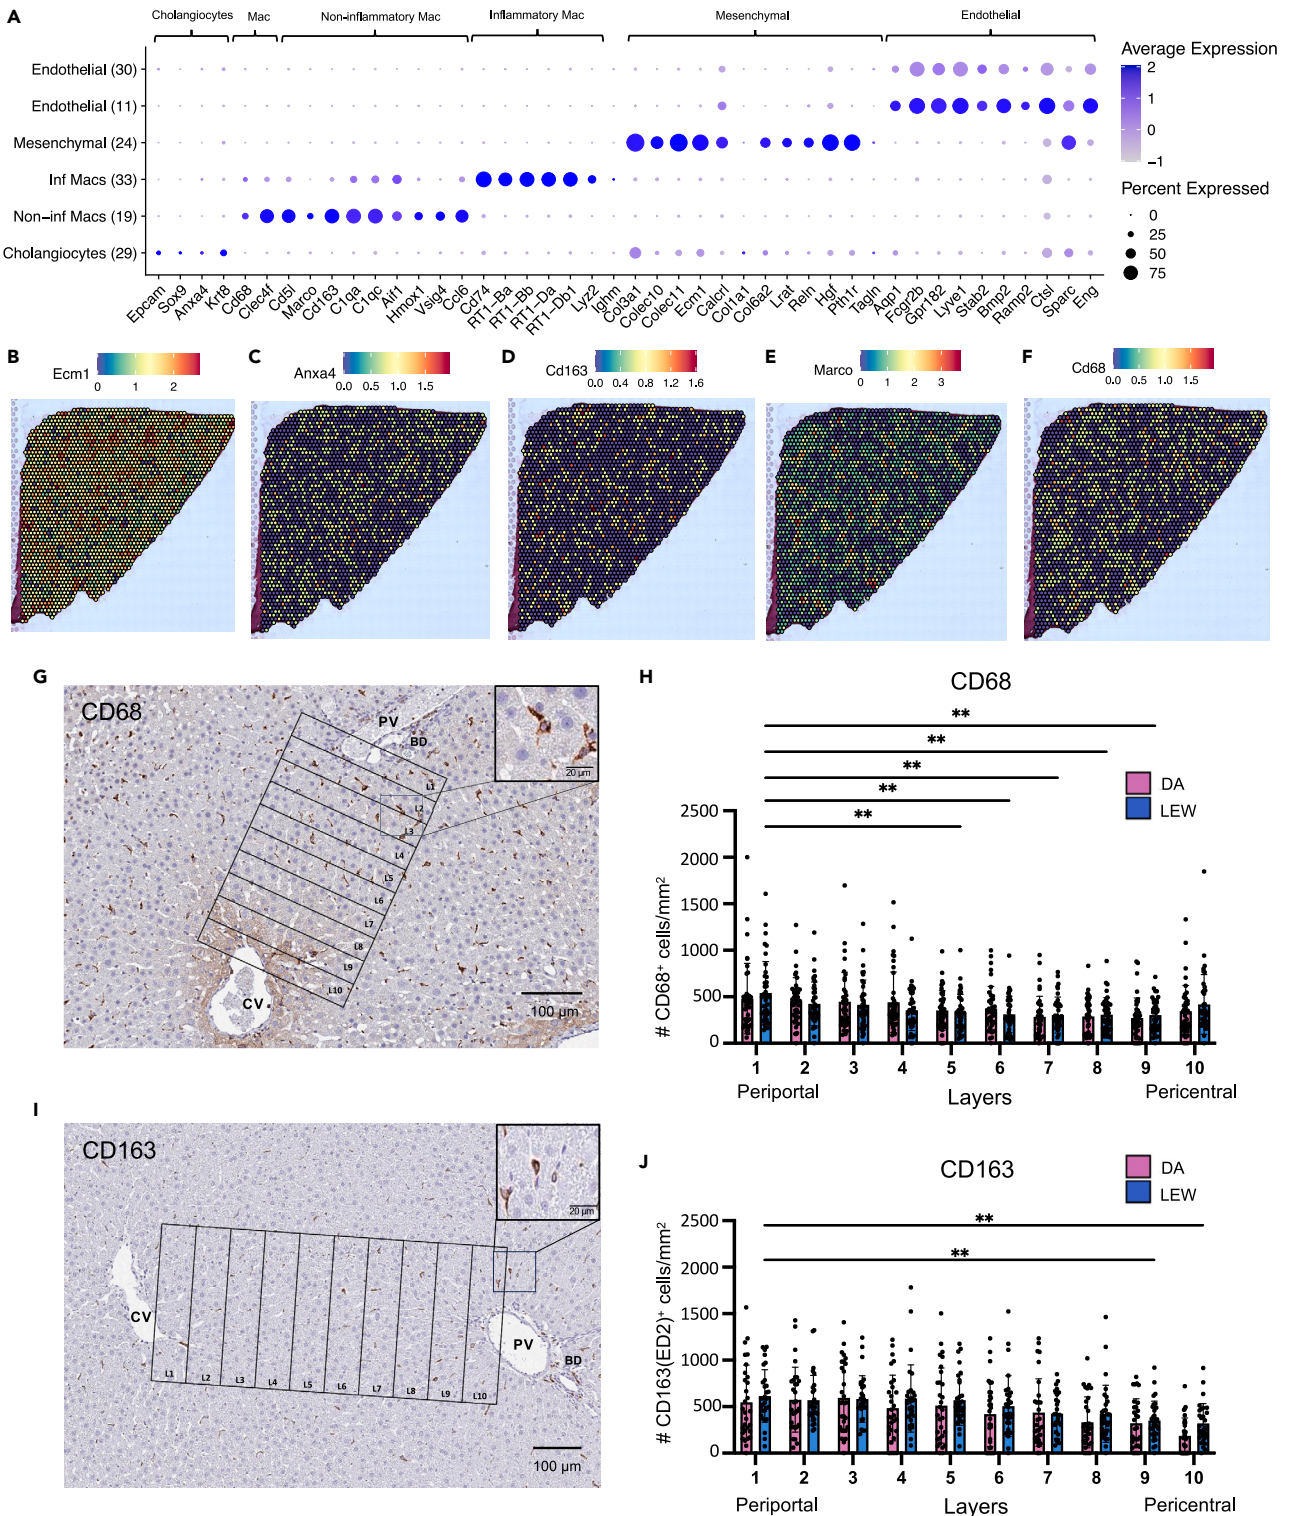 A
Cholangiocytes Mac Non-inflammatory Mac Inflammatory Mac Mesenchymal Endothelial
Endothelial (30)
Endothelial (11)
Mesenchymal (24)
Inf Macs (33)
Non−inf Macs (19)
Cholangiocytes (29)
Epcam Sox9 Anxa4 Krt8 Cd68 Clec4f Cd5l Marco Cd163 C1qa C1qc Aif1 Hmox1 Vsig4 Ccl6 Cd74 RT1−Ba RT1−Bb RT1−Da RT1−Db1 Lyz2 Ighm Col3a1 Colec10 Colec11 Ecm1 Calcrl Col1a1 Col6a2 Lrat Reln Hgf Pth1r Tagln Aqp1 Fcgr2b Gpr182 Lyve1 Stab2 Bmp2 Ramp2 Ctsl Sparc Eng
Average Expression
2
1
0
−1
Percent Expressed
0
25
50
75
B
Ecm1
0 1 2
C
Anxa4
0.0 0.5 1.0 1.5
D
Cd163
0.0 0.4 0.8 1.2 1.6
E
Marco
0 1 2 3
F
Cd68
0.0 0.5 1.0 1.5
G
CD68
PV
BD
L1
L2
L3
L4
L5
L6
L7
L8
L9
L10
CV
20 µm
100 µm
H
CD68
**
**
**
**
**
DA
LEW
# CD68+ cells/mm²
2500
2000
1500
1000
500
0
1 2 3 4 5 6 7 8 9 10
Periportal Layers Pericentral
I
CD163
20 µm
CV
PV
BD
L1 L2 L3 L4 L5 L6 L7 L8 L9 L10
100 µm
J
CD163
DA
LEW
**
**
# CD163(ED2)+ cells/mm²
2500
2000
1500
1000
500
0
1 2 3 4 5 6 7 8 9 10
Periportal Layers Pericentral